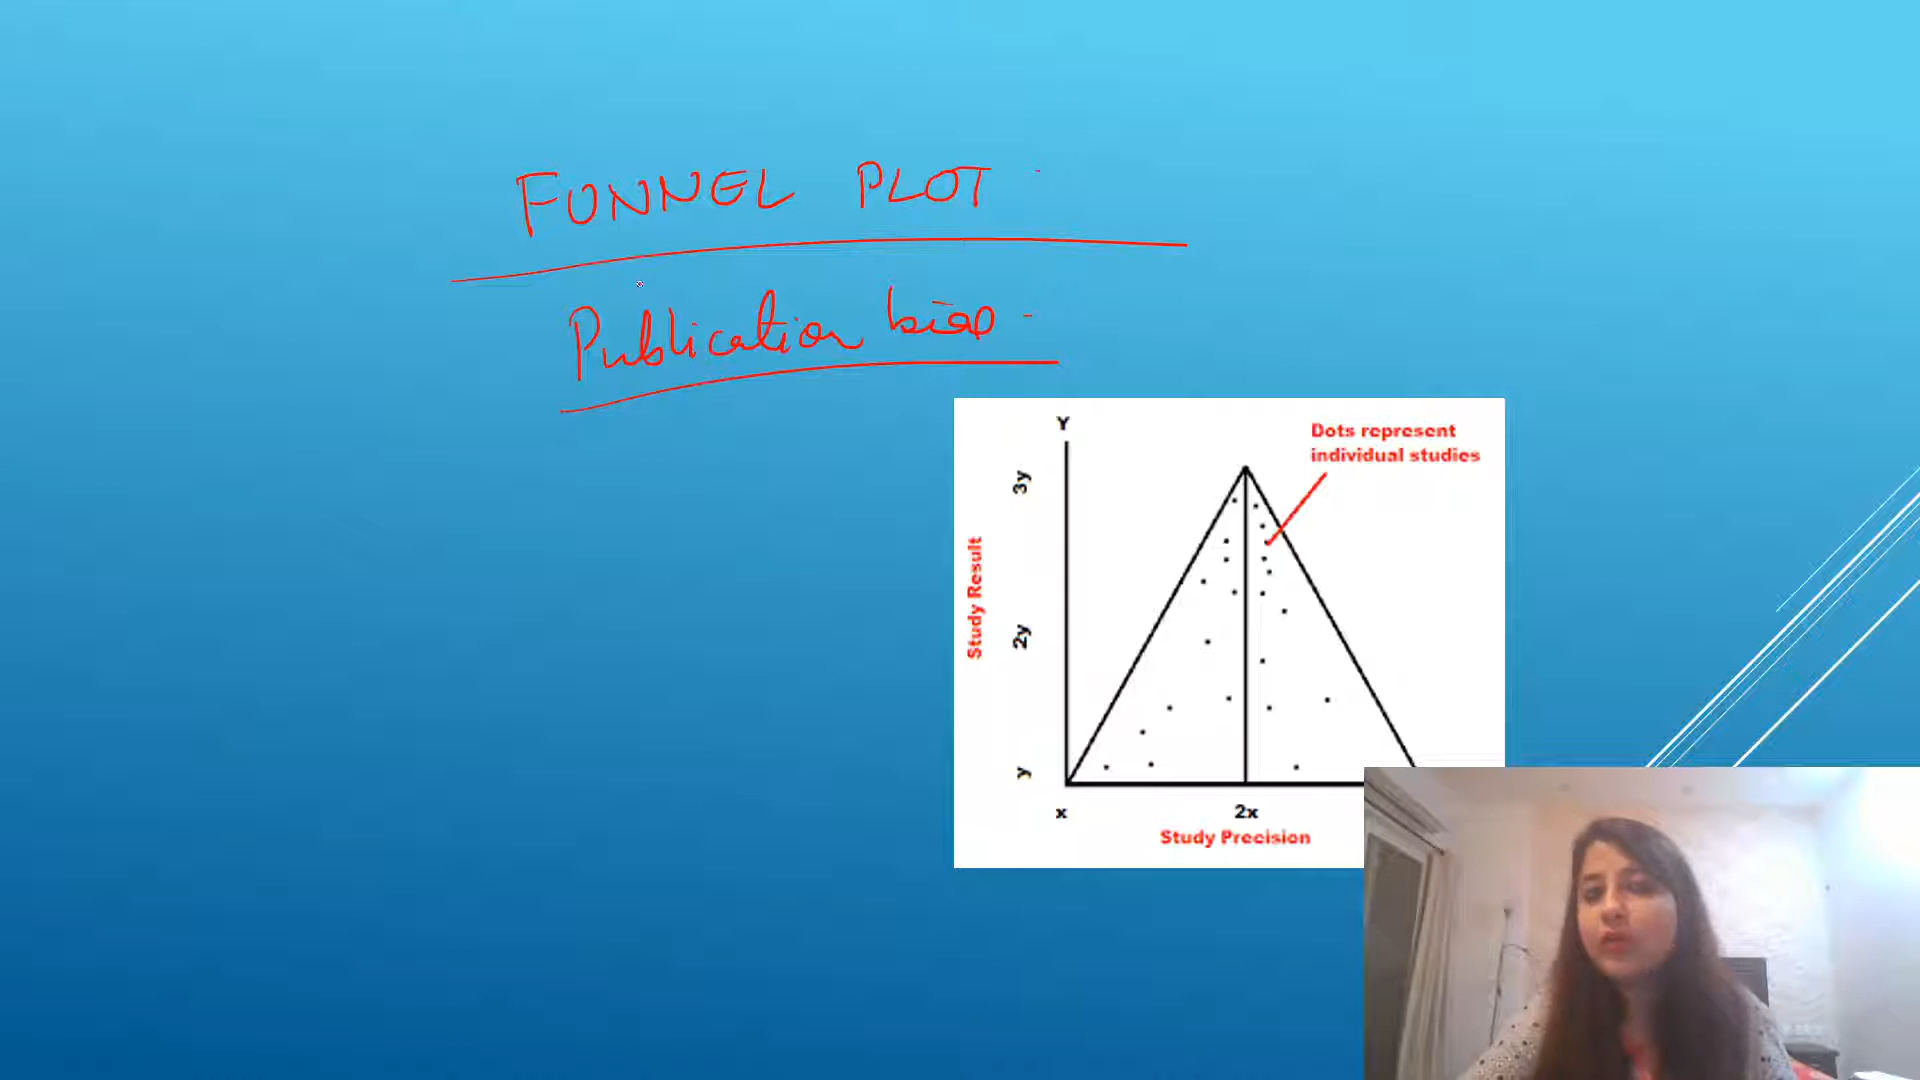 FUNNEL PLOT
Publication bias
Y
Dots represent
individual studies
3y
Study Result
2y
y
x
2x
Study Precision